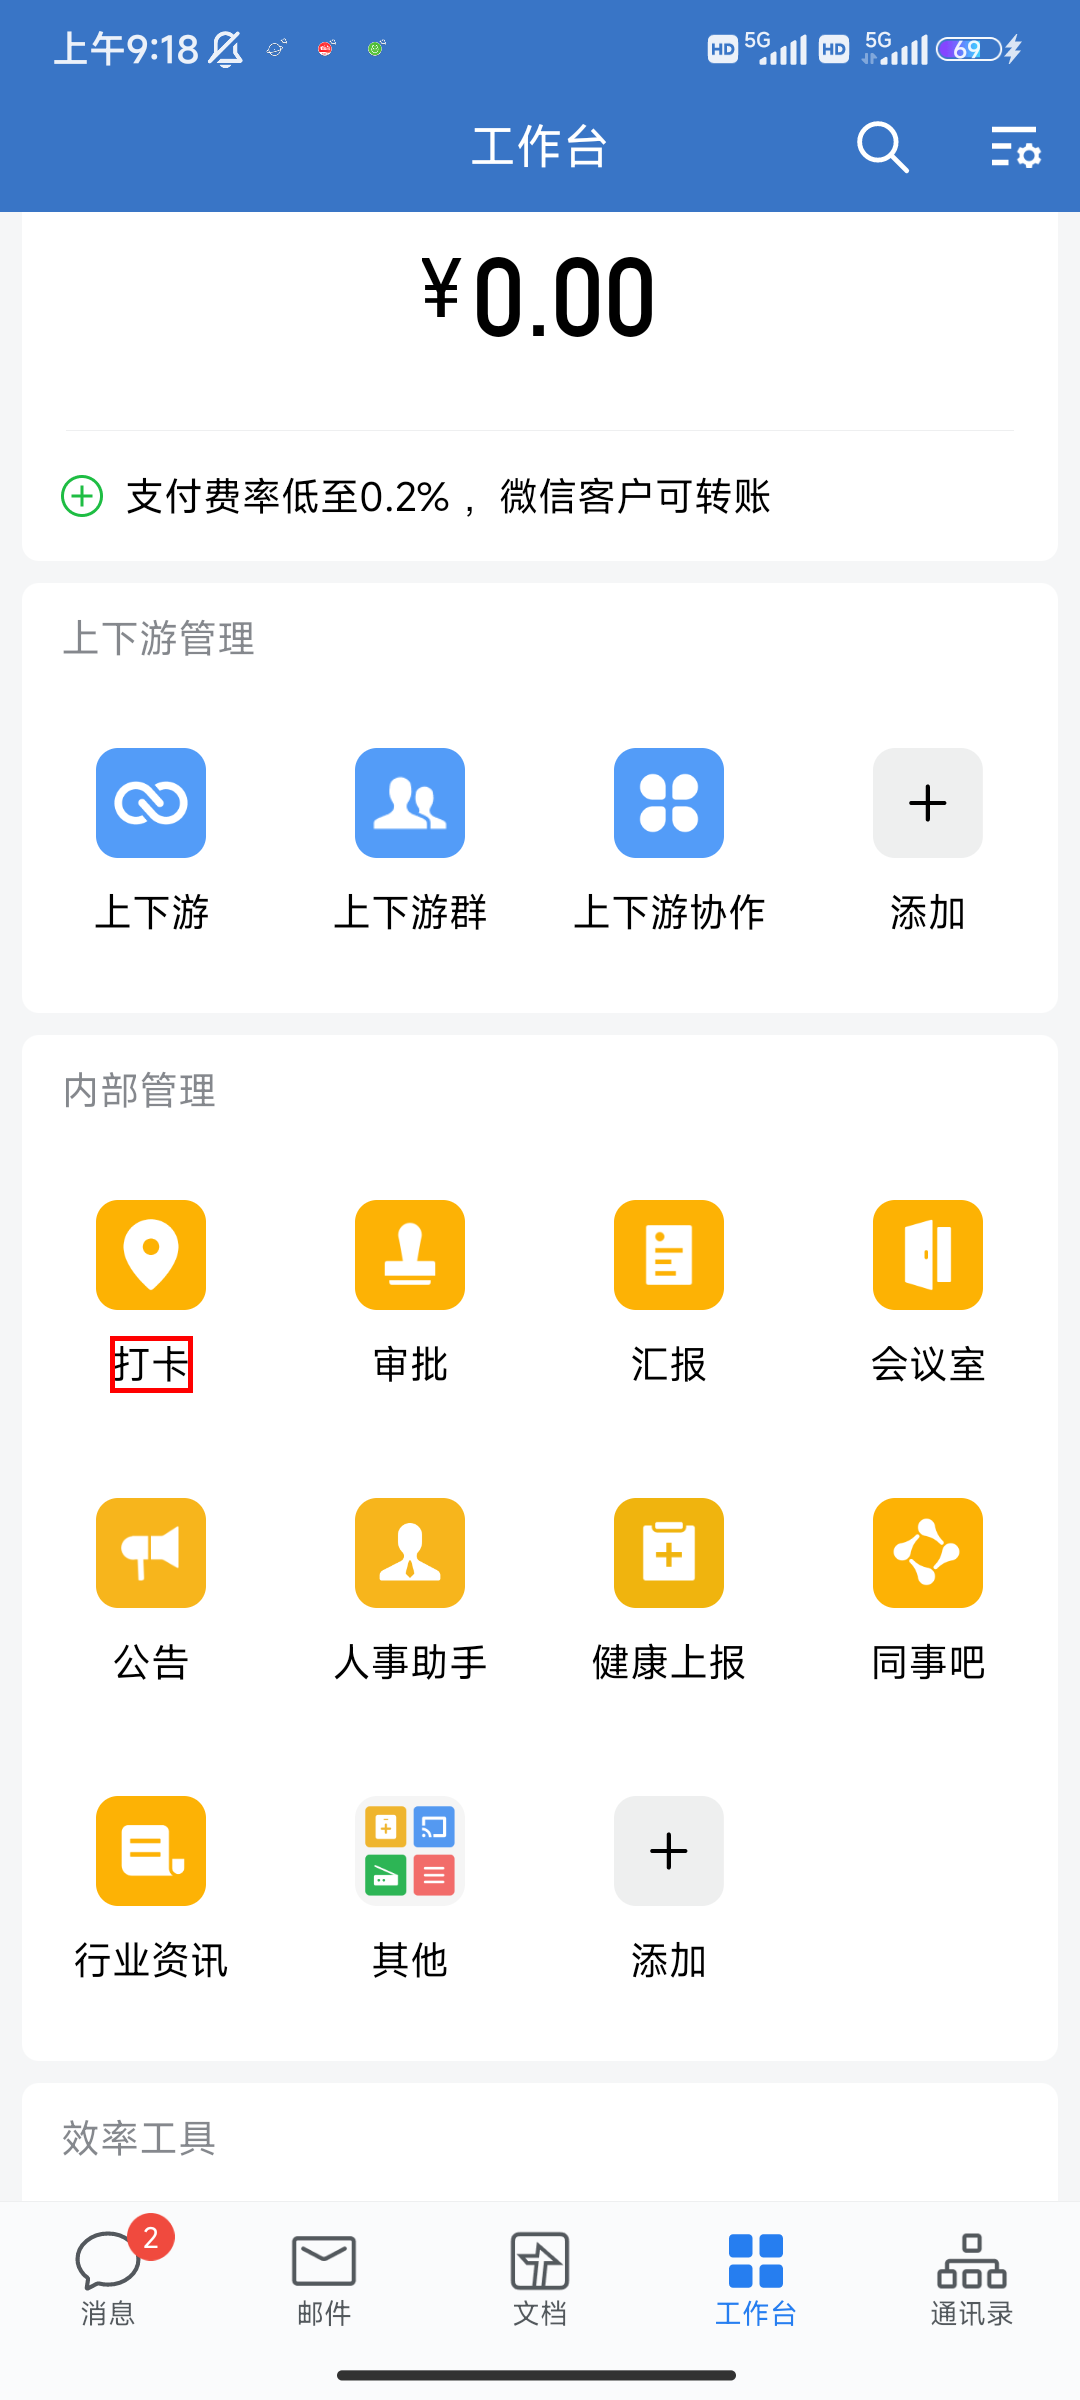 上午9:18 HD 5G HD 5G 69
工作台
¥0.00
支付费率低至0.2%，微信客户可转账
上下游管理
上下游 上下游群 上下游协作 添加
内部管理
打卡 审批 汇报 会议室
公告 人事助手 健康上报 同事吧
行业资讯 其他 添加
效率工具
2
消息 邮件 文档 工作台 通讯录